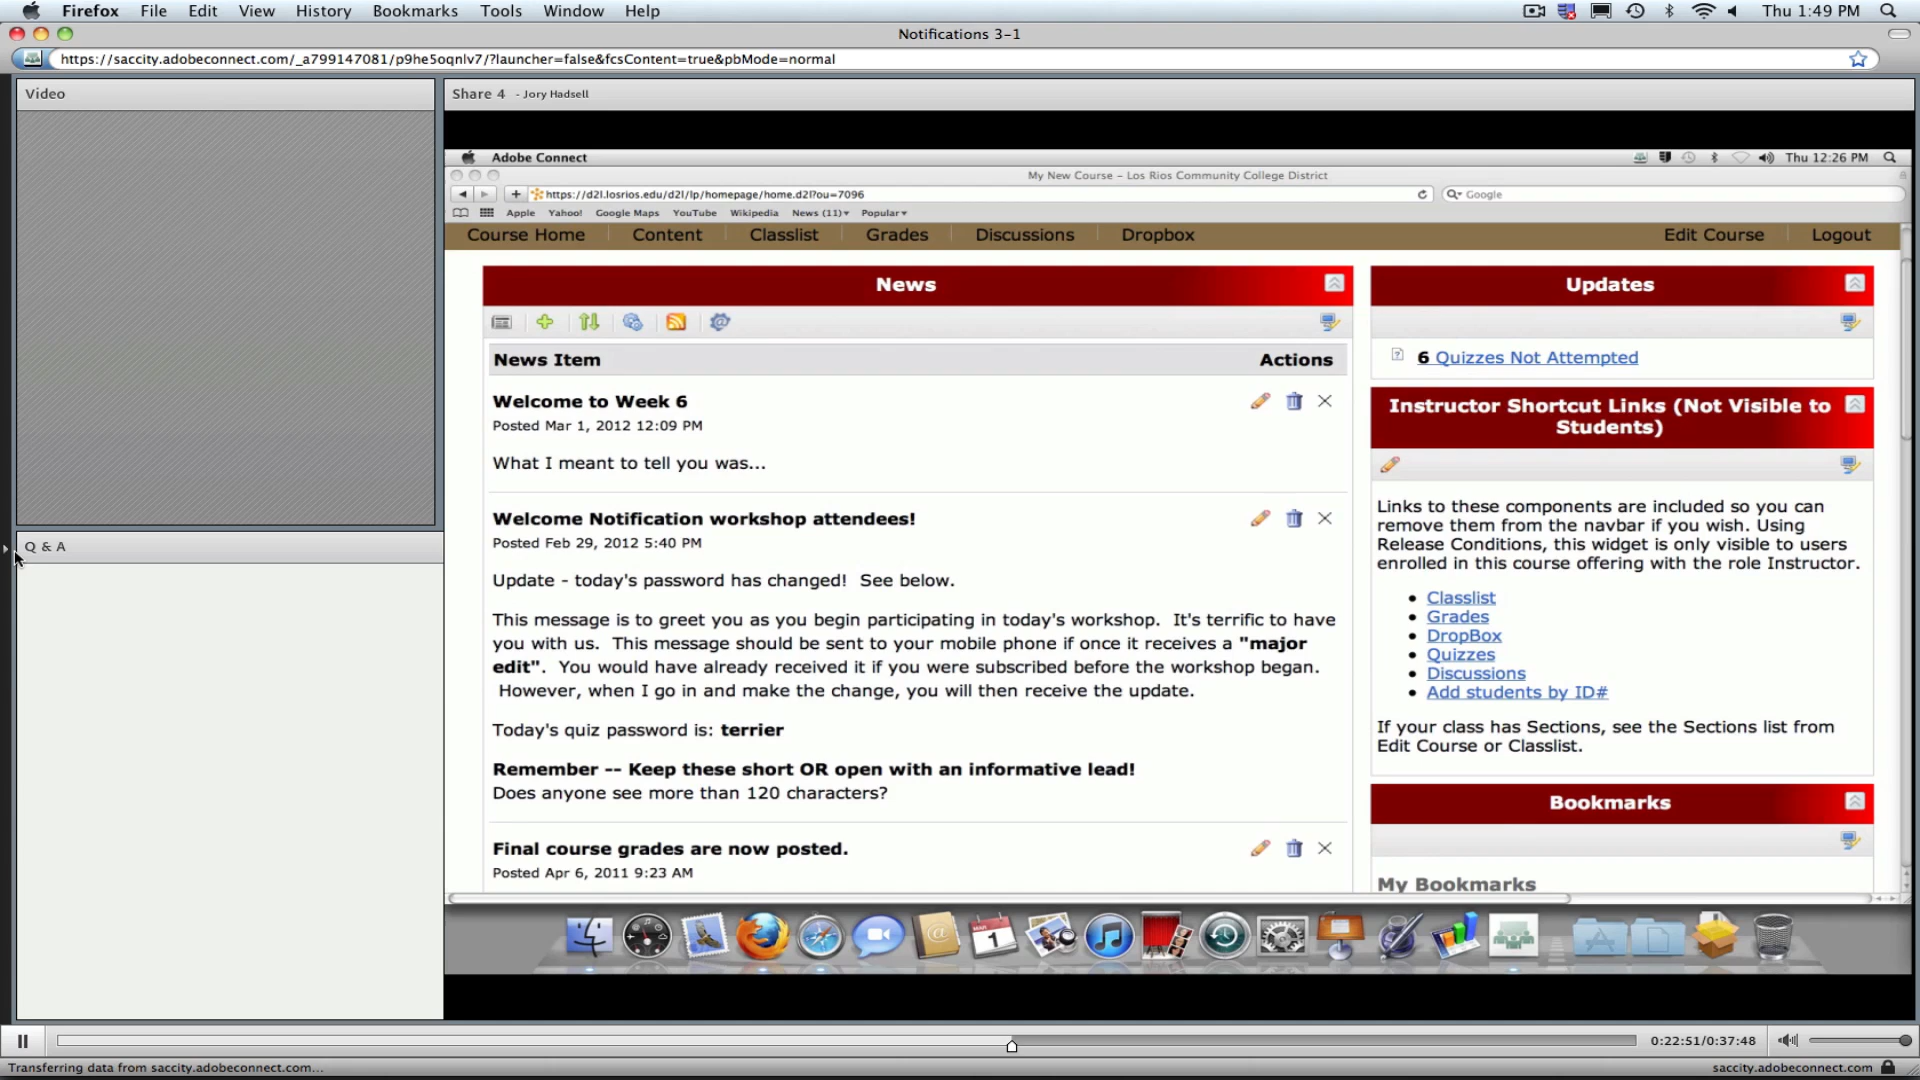 Firefox File Edit View History Bookmarks Tools Window Help Thu 1:49 PM
Notifications 3-1
https://saccity.adobeconnect.com/_a799147081/p9he5oqnlv7/?launcher=false&fcsContent=true&pbMode=normal
Video
Share 4 - Jory Hadsell
Adobe Connect Thu 12:26 PM
My New Course – Los Rios Community College District
https://d2l.losrios.edu/d2l/lp/homepage/home.d2l?ou=7096
Google
Apple Yahoo! Google Maps YouTube Wikipedia News (11) Popular
Course Home Content Classlist Grades Discussions Dropbox Edit Course Logout
News
News Item Actions
Welcome to Week 6
Posted Mar 1, 2012 12:09 PM
What I meant to tell you was...
Welcome Notification workshop attendees!
Posted Feb 29, 2012 5:40 PM
Update - today's password has changed! See below.
This message is to greet you as you begin participating in today's workshop. It's terrific to have
you with us. This message should be sent to your mobile phone if once it receives a "major
edit". You would have already received it if you were subscribed before the workshop began.
However, when I go in and make the change, you will then receive the update.
Today's quiz password is: terrier
Remember -- Keep these short OR open with an informative lead!
Does anyone see more than 120 characters?
Final course grades are now posted.
Posted Apr 6, 2011 9:23 AM
Updates
6 Quizzes Not Attempted
Instructor Shortcut Links (Not Visible to
Students)
Links to these components are included so you can
remove them from the navbar if you wish. Using
Release Conditions, this widget is only visible to users
enrolled in this course offering with the role Instructor.
Classlist
Grades
DropBox
Quizzes
Discussions
Add students by ID#
If your class has Sections, see the Sections list from
Edit Course or Classlist.
Bookmarks
My Bookmarks
Q & A
MAR
1
0:22:51/0:37:48
Transferring data from saccity.adobeconnect.com...
saccity.adobeconnect.com